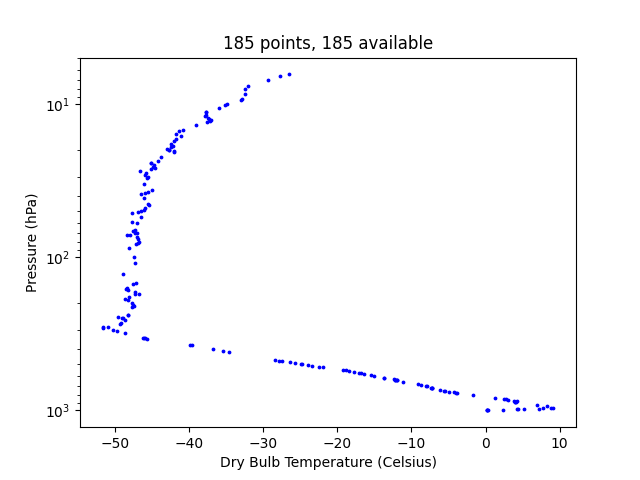 185 points, 185 available
10¹
10²
10³
Pressure (hPa)
−50 −40 −30 −20 −10 0 10
Dry Bulb Temperature (Celsius)